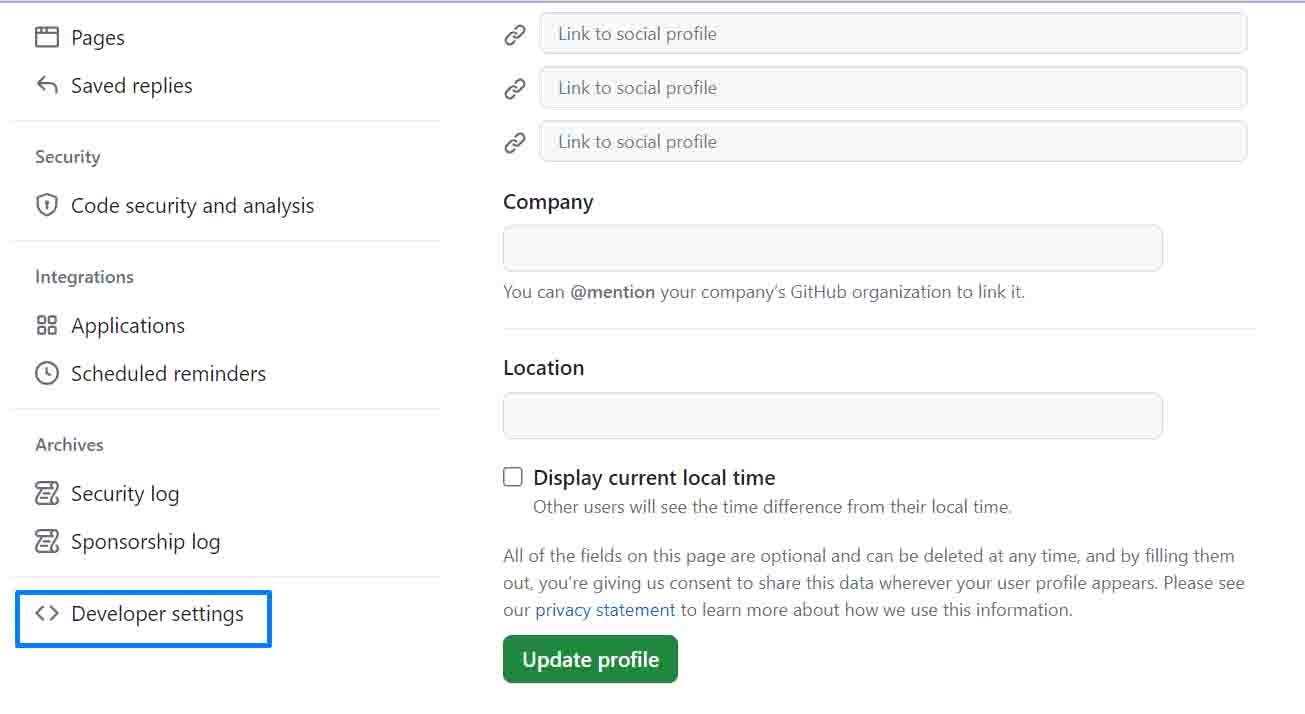 Pages
Saved replies
Security
Code security and analysis
Integrations
Applications
Scheduled reminders
Archives
Security log
Sponsorship log
Developer settings
Link to social profile
Link to social profile
Link to social profile
Company
You can @mention your company's GitHub organization to link it.
Location
Display current local time
Other users will see the time difference from their local time.
All of the fields on this page are optional and can be deleted at any time, and by filling them
out, you're giving us consent to share this data wherever your user profile appears. Please see
our privacy statement to learn more about how we use this information.
Update profile